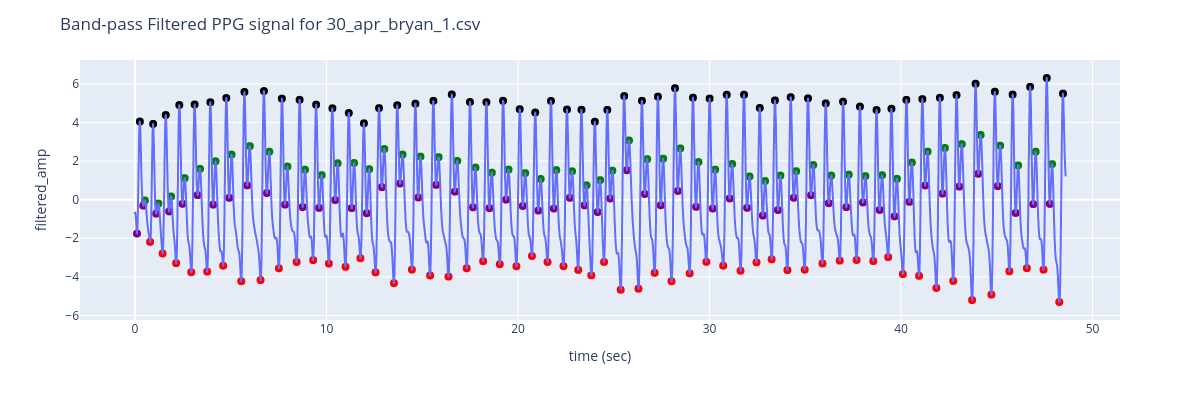 Band-pass Filtered PPG signal for 30_apr_bryan_1.csv
6
4
2
0
−2
−4
−6
filtered_amp
0 10 20 30 40 50
time (sec)